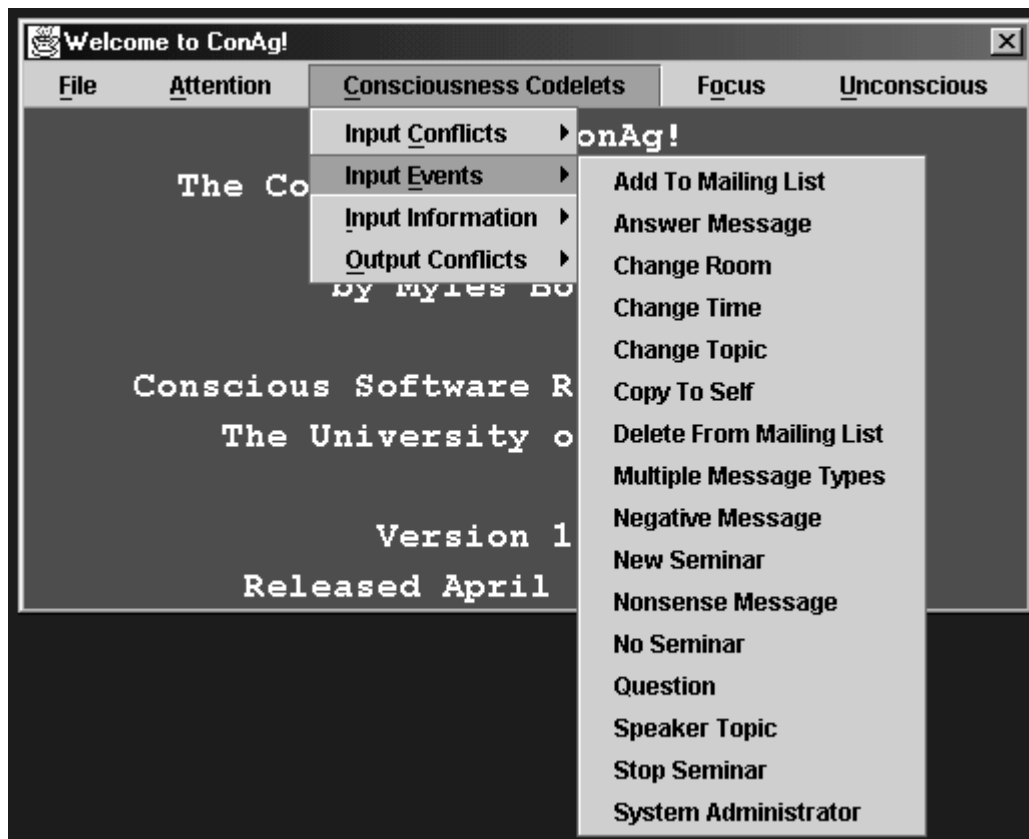 Welcome to ConAg!
File Attention Consciousness Codelets Focus Unconscious
Input Conflicts
Input Events
Input Information
Output Conflicts
Add To Mailing List
Answer Message
Change Room
Change Time
Change Topic
Copy To Self
Delete From Mailing List
Multiple Message Types
Negative Message
New Seminar
Nonsense Message
No Seminar
Question
Speaker Topic
Stop Seminar
System Administrator
onAg!
The Co
by Myles Bo
Conscious Software R
The University o
Version 1
Released April